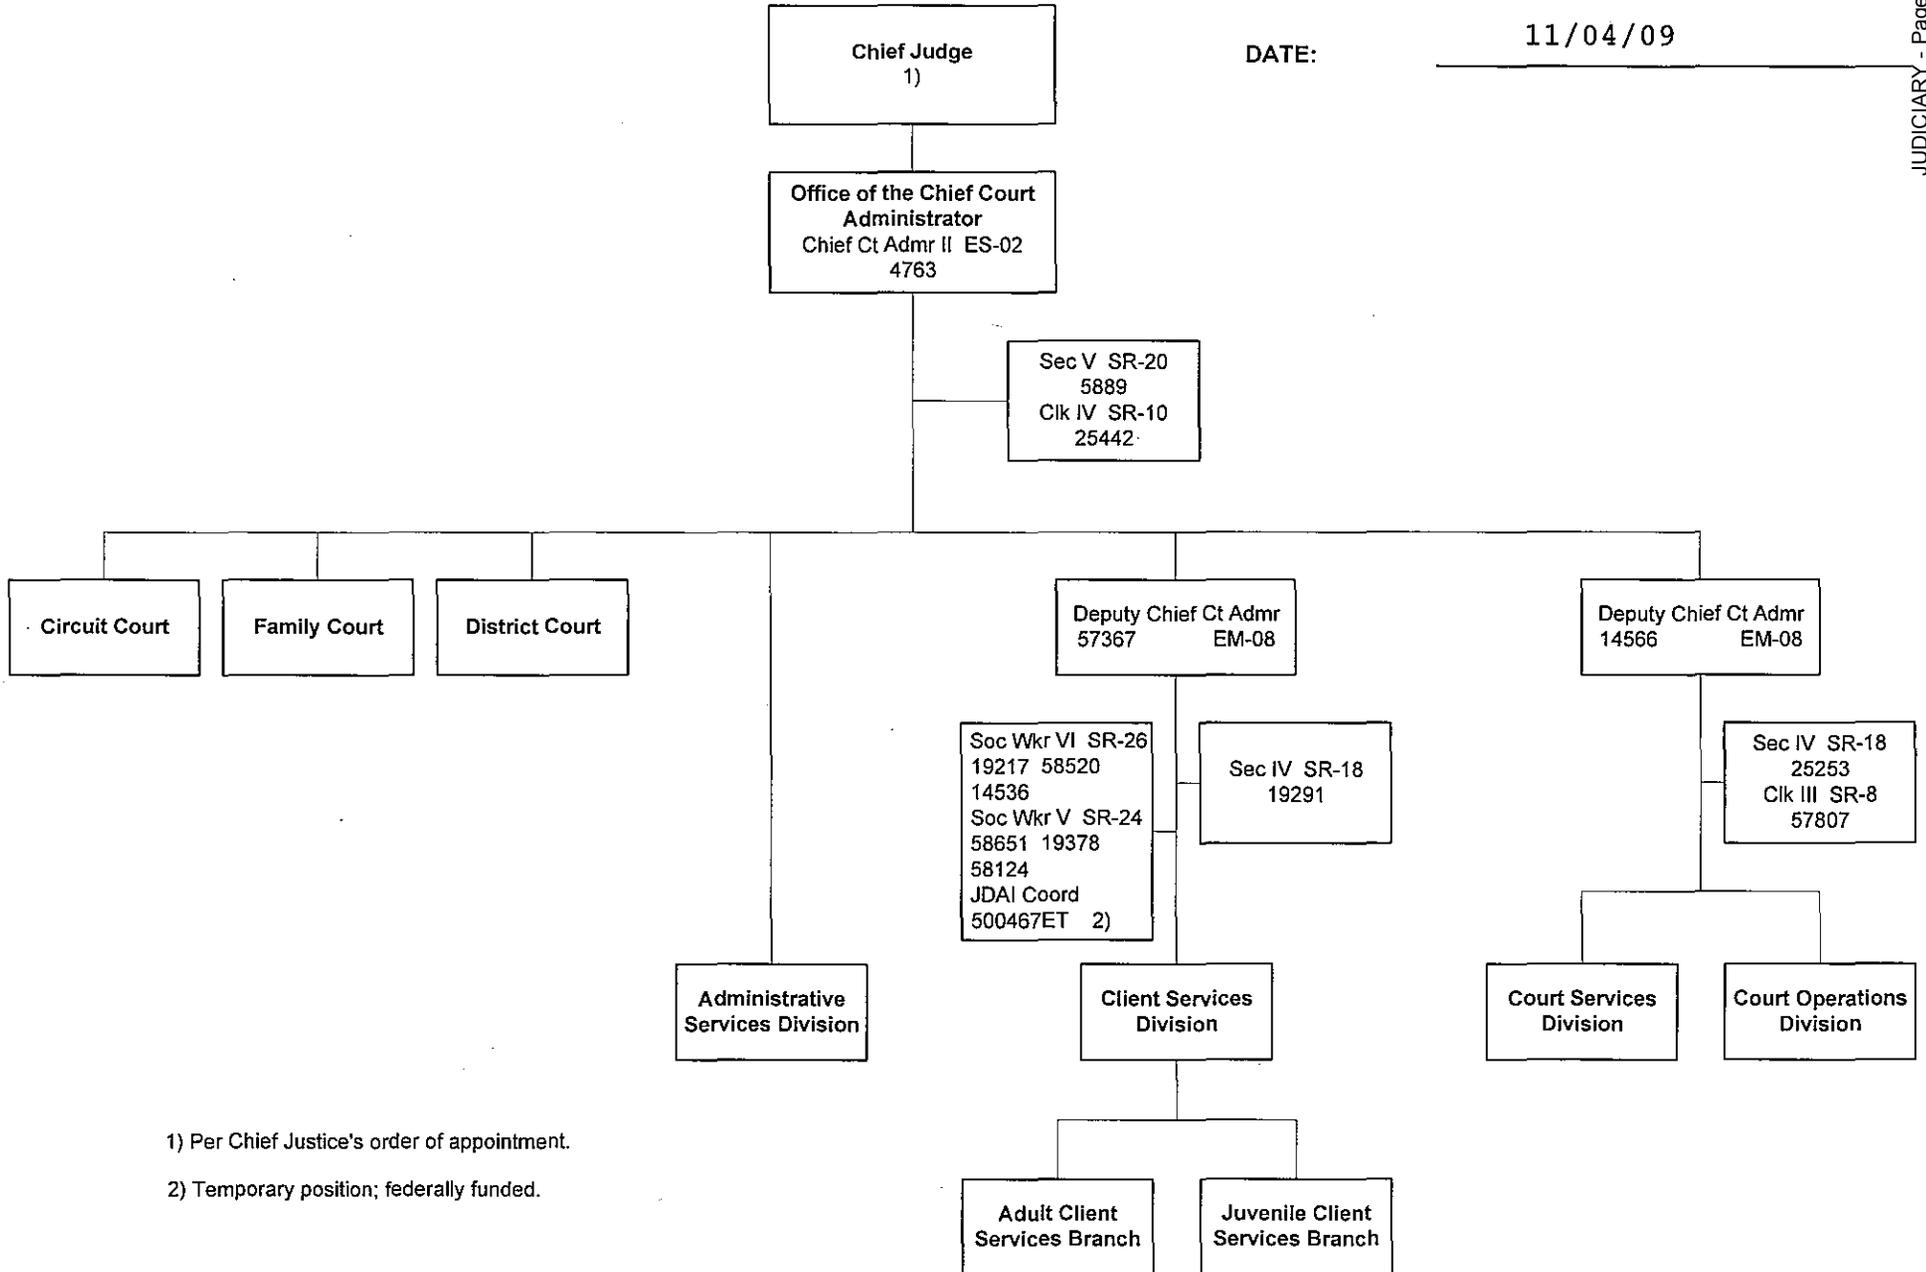 Chief Judge
1)
DATE:
11/04/09
JUDICIARY - Page
Office of the Chief Court
Administrator
Chief Ct Admr II ES-02
4763
Sec V SR-20
5889
Clk IV SR-10
25442
Circuit Court
Family Court
District Court
Deputy Chief Ct Admr
57367 EM-08
Deputy Chief Ct Admr
14566 EM-08
Soc Wkr VI SR-26
19217 58520
14536
Soc Wkr V SR-24
58651 19378
58124
JDAI Coord
500467ET 2)
Sec IV SR-18
19291
Sec IV SR-18
25253
Clk III SR-8
57807
Administrative
Services Division
Client Services
Division
Court Services
Division
Court Operations
Division
Adult Client
Services Branch
Juvenile Client
Services Branch
1) Per Chief Justice's order of appointment.
2) Temporary position; federally funded.